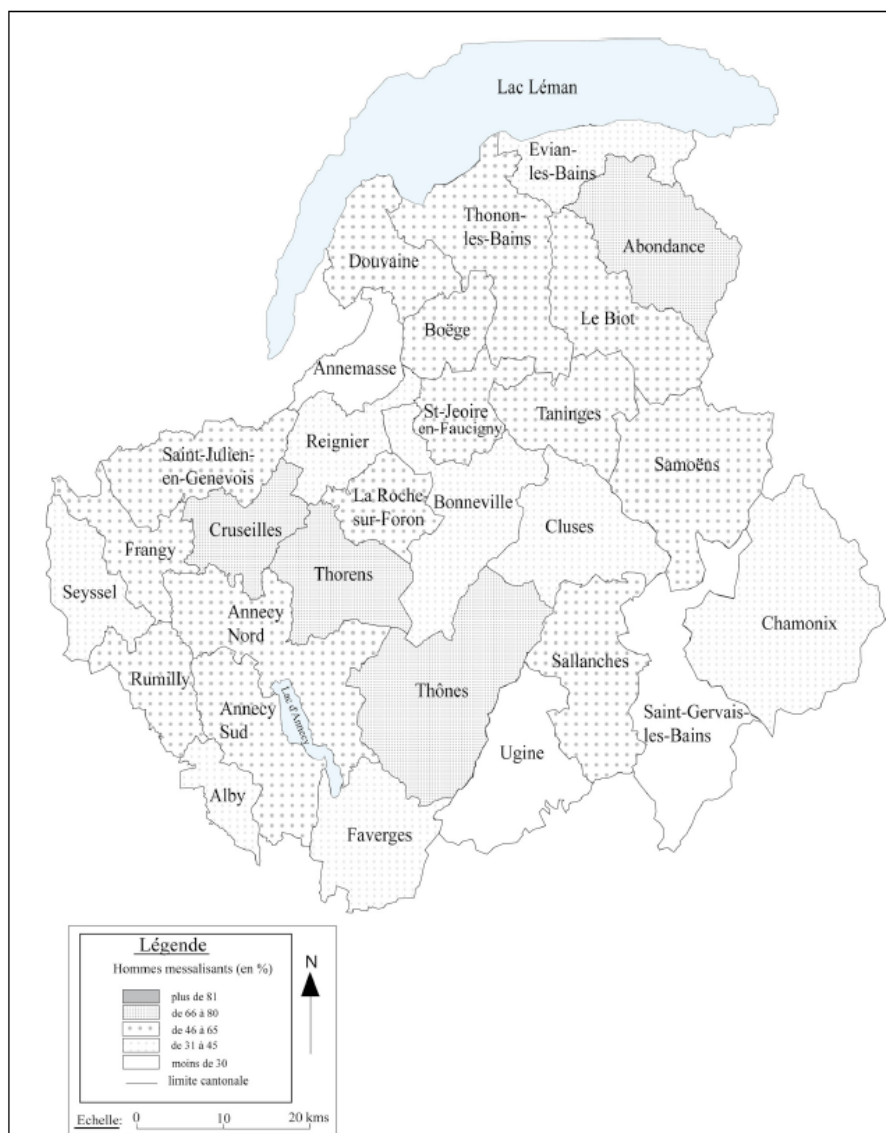 Lac Léman
Evian-
les-Bains
Thonon-
les-Bains
Abondance
Douvaine
Le Biot
Boëge
Annemasse
St-Jeoire
en-Faucigny
Taninges
Reignier
Saint-Julien-
en-Genevois
Samoëns
La Roche-
sur-Foron
Bonneville
Cluses
Cruseilles
Frangy
Thorens
Seyssel
Annecy
Nord
Chamonix
Sallanches
Rumilly
Thônes
Lac d'Annecy
Annecy
Sud
Saint-Gervais-
les-Bains
Ugine
Alby
Faverges
Légende
Hommes messalisants (en %)
plus de 81
de 66 à 80
de 46 à 65
de 31 à 45
moins de 30
limite cantonale
N
Echelle: 0 10 20 kms